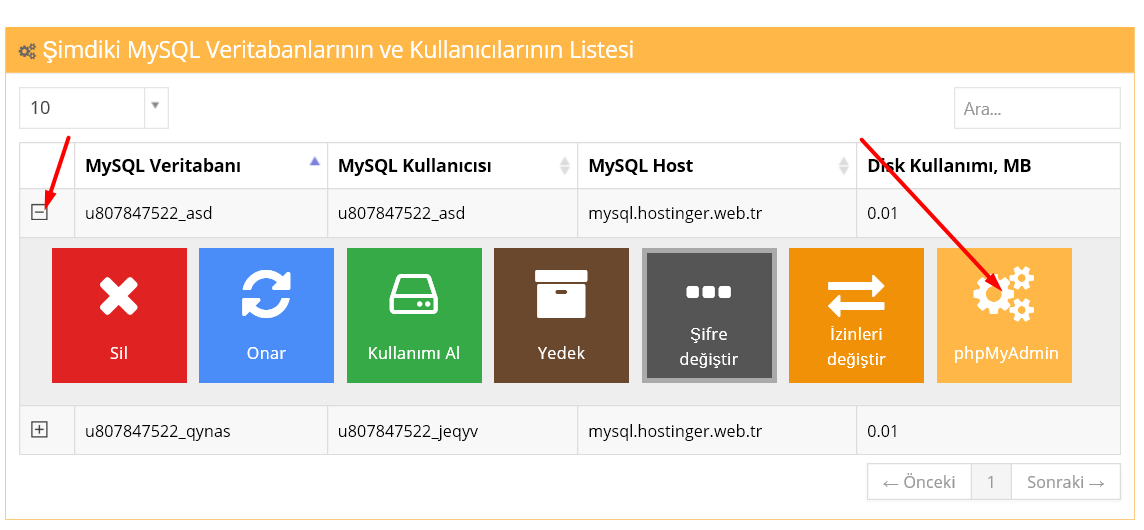 Şimdiki MySQL Veritabanlarının ve Kullanıcılarının Listesi
10
Ara...
MySQL Veritabanı MySQL Kullanıcısı MySQL Host Disk Kullanımı, MB
u807847522_asd u807847522_asd mysql.hostinger.web.tr 0.01
Sil
Onar
Kullanımı Al
Yedek
Şifre
değiştir
İzinleri
değiştir
phpMyAdmin
u807847522_qynas u807847522_jeqyv mysql.hostinger.web.tr 0.01
← Önceki 1 Sonraki →